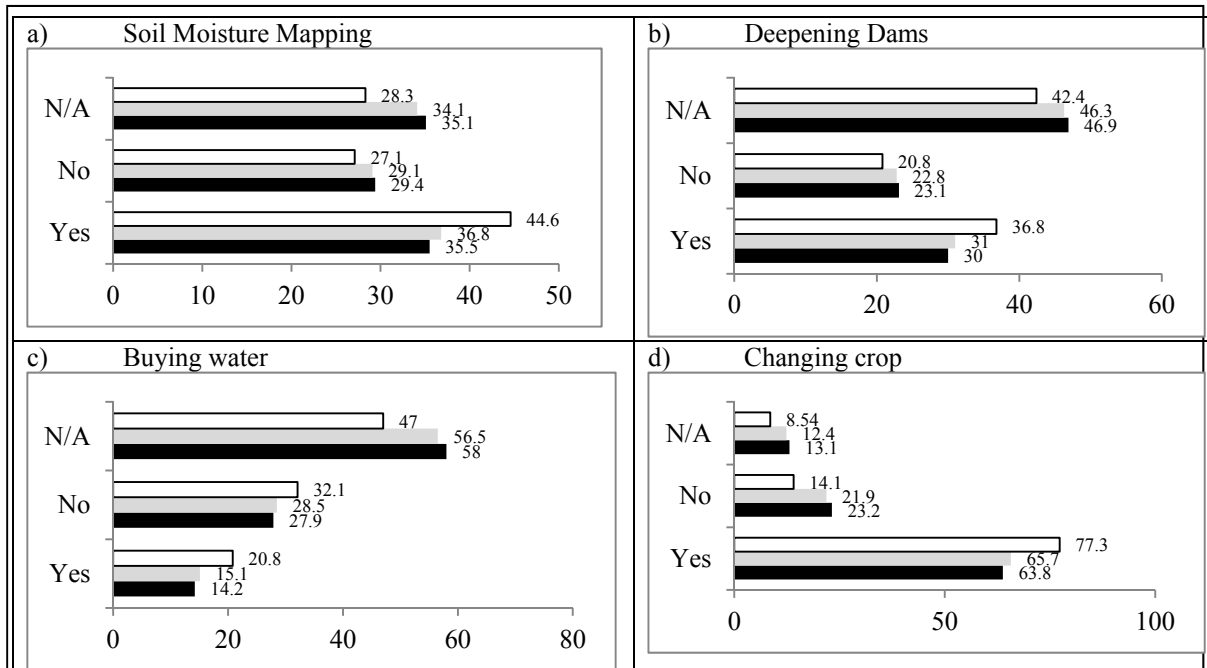 a) Soil Moisture Mapping
N/A
28.3
34.1
35.1
No
27.1
29.1
29.4
Yes
44.6
36.8
35.5
0 10 20 30 40 50
b) Deepening Dams
N/A
42.4
46.3
46.9
No
20.8
22.8
23.1
Yes
36.8
31
30
0 20 40 60
c) Buying water
N/A
47
56.5
58
No
32.1
28.5
27.9
Yes
20.8
15.1
14.2
0 20 40 60 80
d) Changing crop
N/A
8.54
12.4
13.1
No
14.1
21.9
23.2
Yes
77.3
65.7
63.8
0 50 100